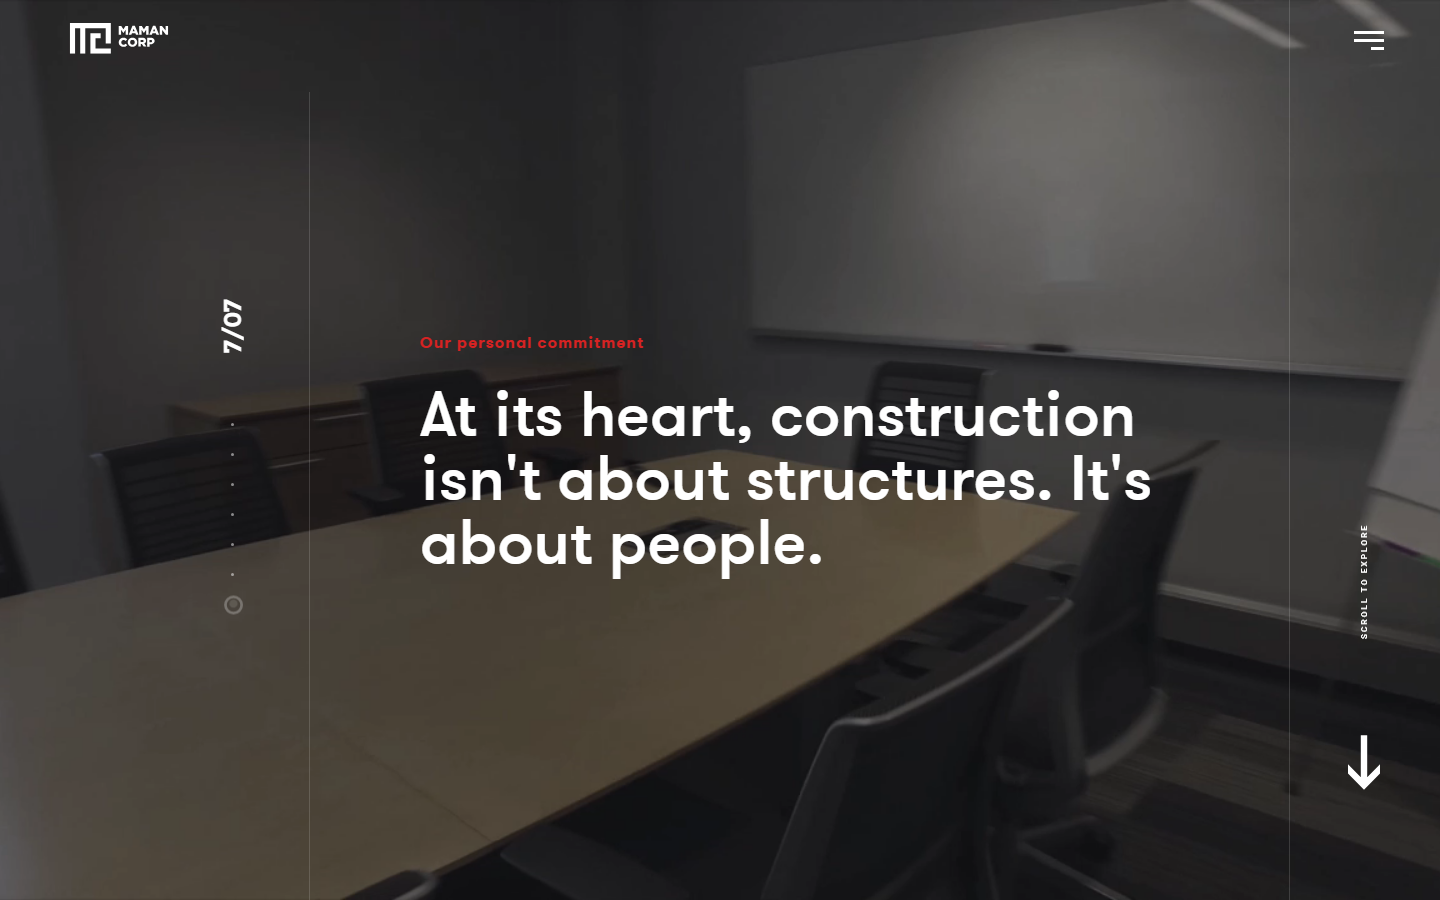 MAMAN
CORP
7/07
Our personal commitment
At its heart, construction
isn't about structures. It's
about people.
SCROLL TO EXPLORE